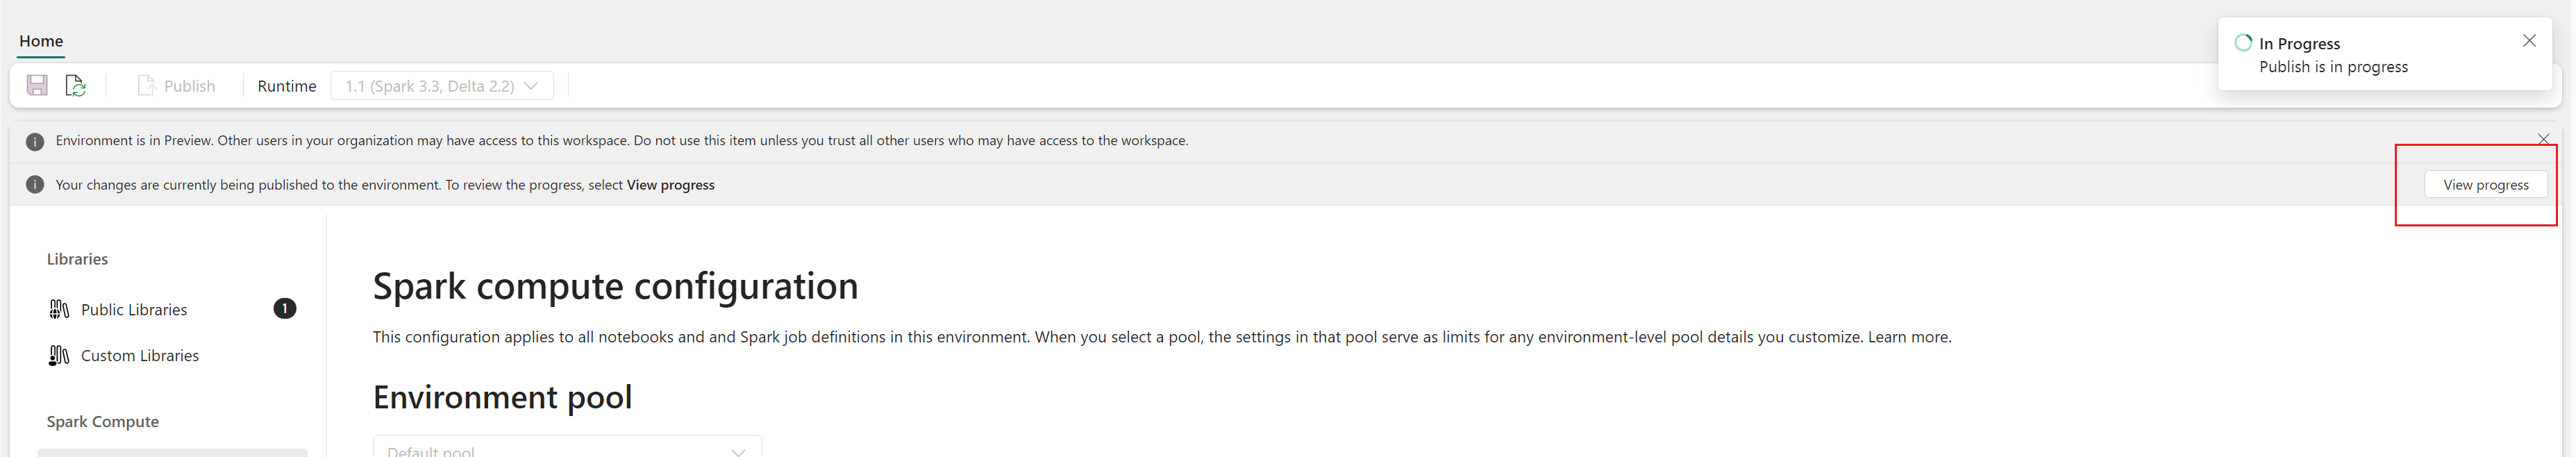 Home
In Progress
Publish is in progress
Publish
Runtime
1.1 (Spark 3.3, Delta 2.2)
Environment is in Preview. Other users in your organization may have access to this workspace. Do not use this item unless you trust all other users who may have access to the workspace.
Your changes are currently being published to the environment. To review the progress, select View progress
View progress
Libraries
Public Libraries
1
Custom Libraries
Spark Compute
Spark compute configuration
This configuration applies to all notebooks and and Spark job definitions in this environment. When you select a pool, the settings in that pool serve as limits for any environment-level pool details you customize. Learn more.
Environment pool
Default pool